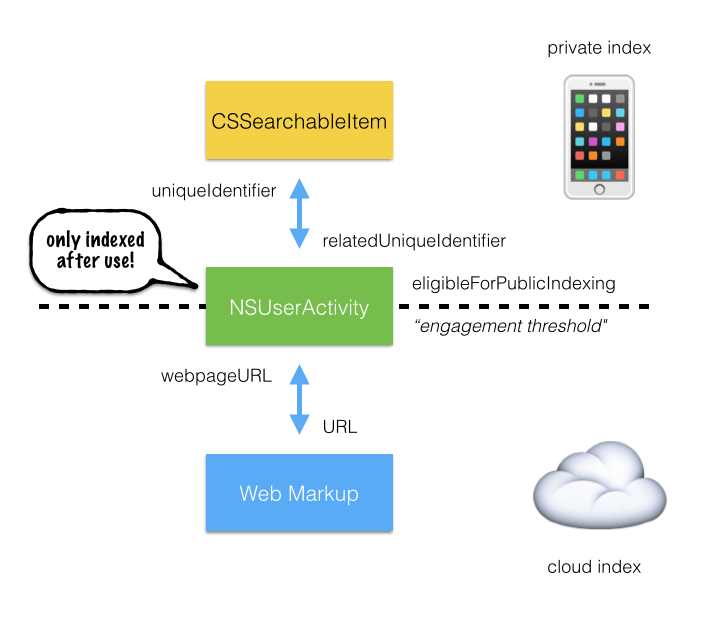 private index
CSSearchableItem
uniqueIdentifier
relatedUniqueIdentifier
only indexed
after use!
eligibleForPublicIndexing
NSUserActivity
“engagement threshold"
webpageURL
URL
Web Markup
cloud index